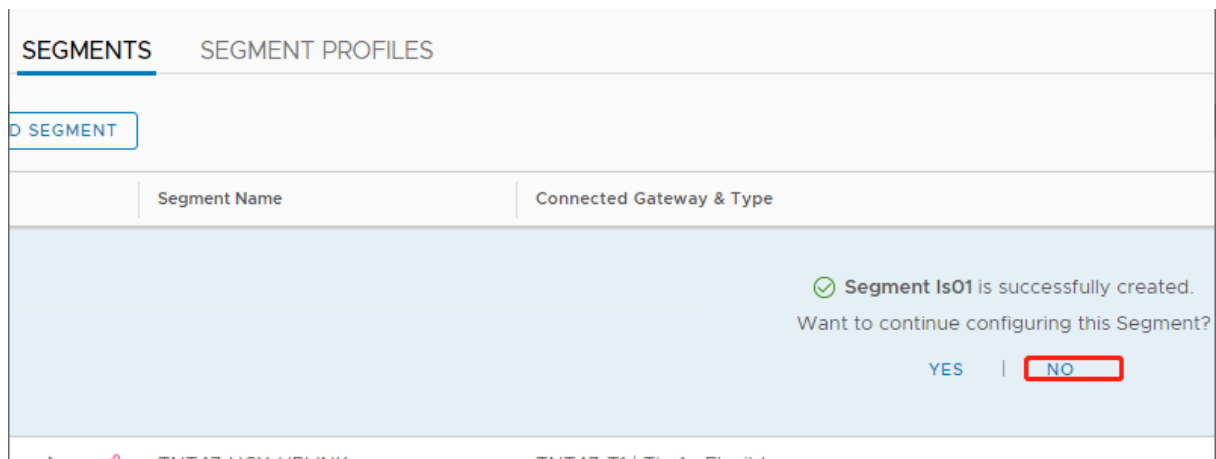 SEGMENTS SEGMENT PROFILES
D SEGMENT
Segment Name Connected Gateway & Type
Segment ls01 is successfully created.
Want to continue configuring this Segment?
YES | NO